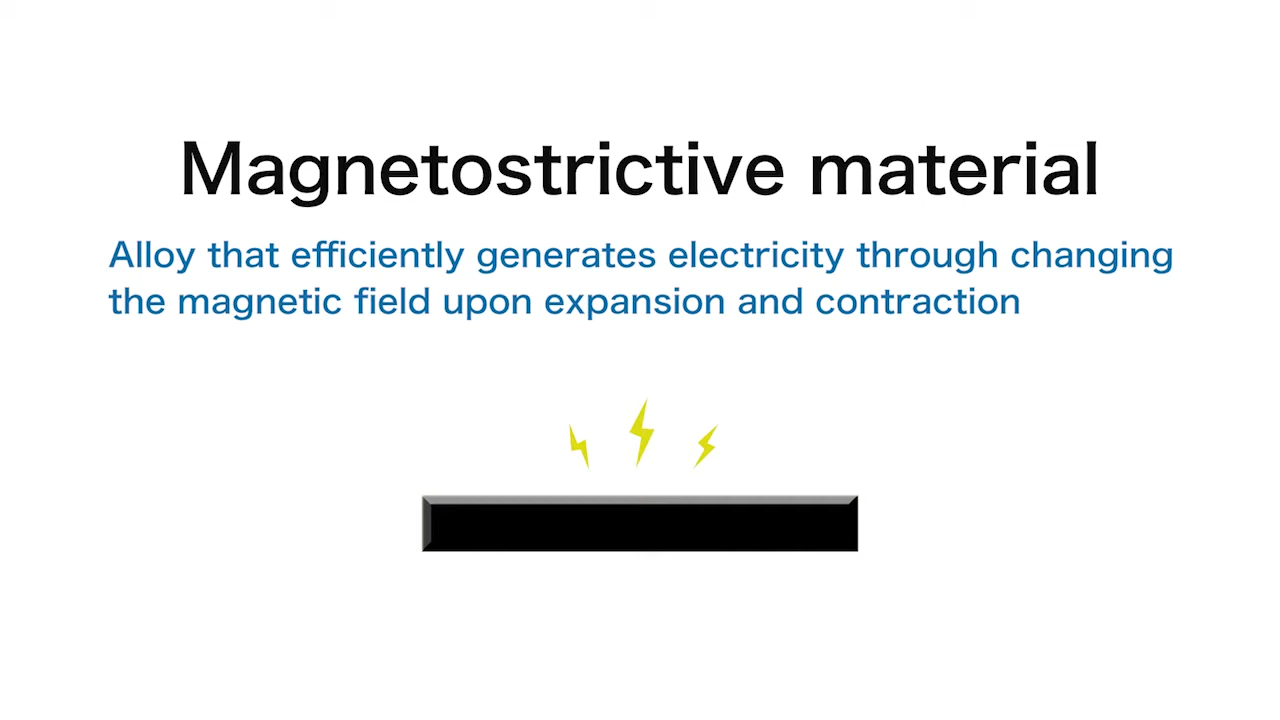 Magnetostrictive material
Alloy that efficiently generates electricity through changing
the magnetic field upon expansion and contraction